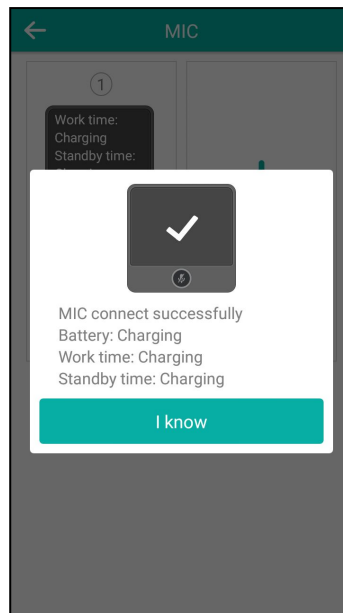 MIC
1
Work time:
Charging
Standby time:
MIC connect successfully
Battery: Charging
Work time: Charging
Standby time: Charging
I know